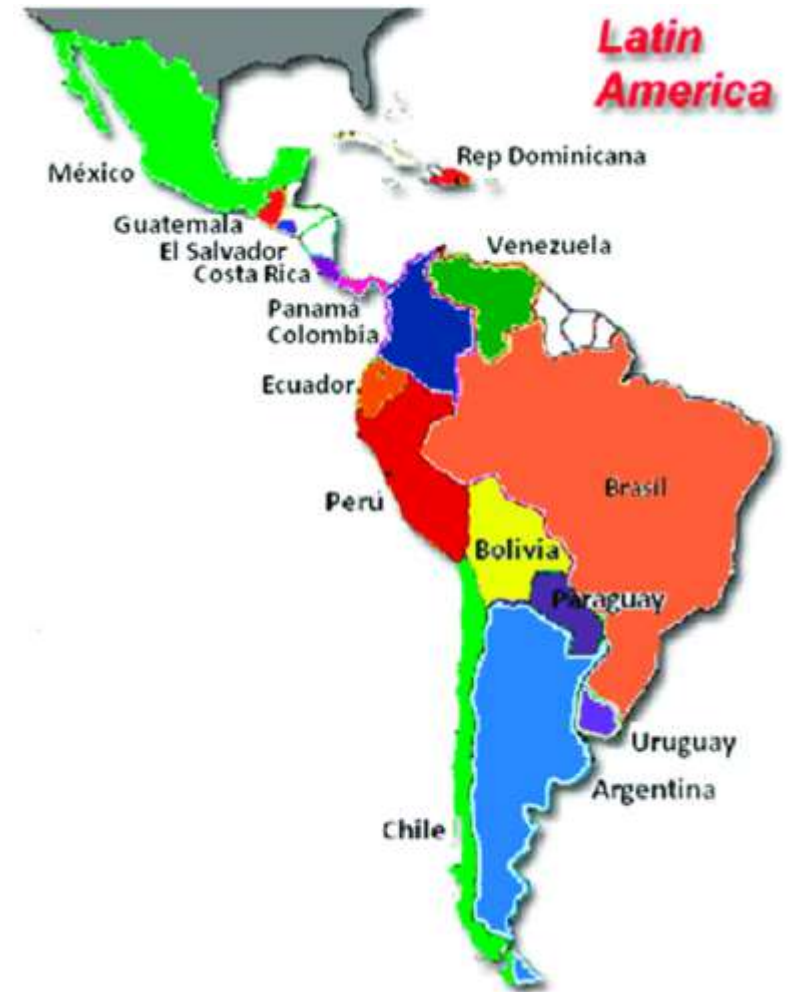 Latin
America
Rep Dominicana
México
Guatemala
El Salvador
Costa Rica
Venezuela
Panamá
Colombia
Ecuador
Perú
Brasil
Bolivia
Paraguay
Uruguay
Argentina
Chile